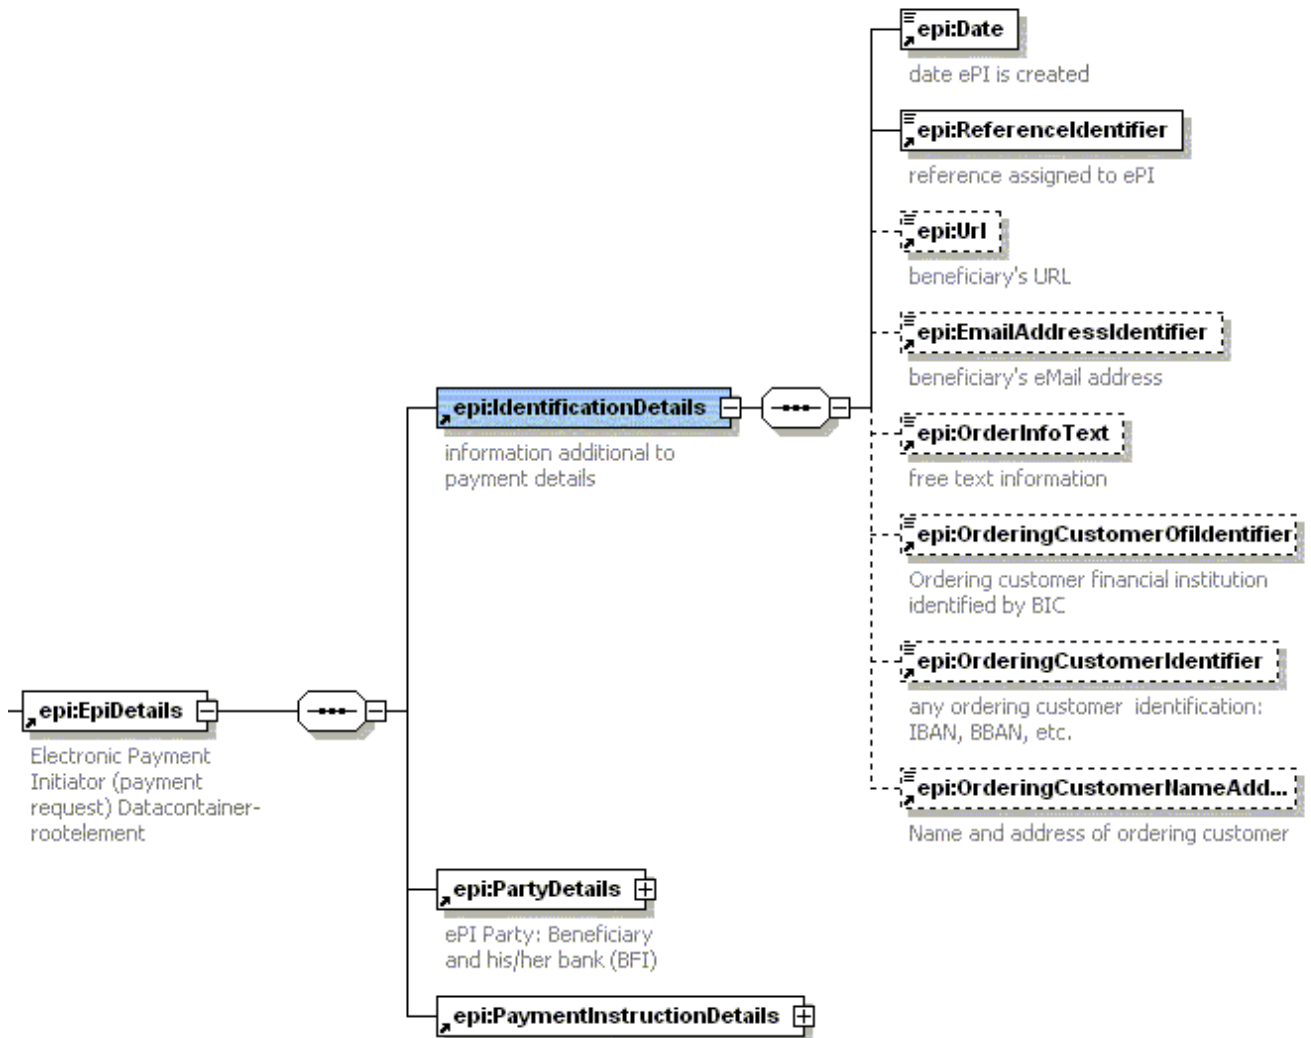 epi:Date
date ePI is created
epi:ReferenceIdentifier
reference assigned to ePI
epi:Url
beneficiary's URL
epi:EmailAddressIdentifier
beneficiary's eMail address
epi:IdentificationDetails
information additional to
payment details
epi:OrderInfoText
free text information
epi:OrderingCustomerOfiIdentifier
Ordering customer financial institution
identified by BIC
epi:OrderingCustomerIdentifier
any ordering customer identification:
IBAN, BBAN, etc.
epi:EpiDetails
Electronic Payment
Initiator (payment
request) Datacontainer-
rootelement
epi:OrderingCustomerNameAdd...
Name and address of ordering customer
epi:PartyDetails
ePI Party: Beneficiary
and his/her bank (BFI)
epi:PaymentInstructionDetails